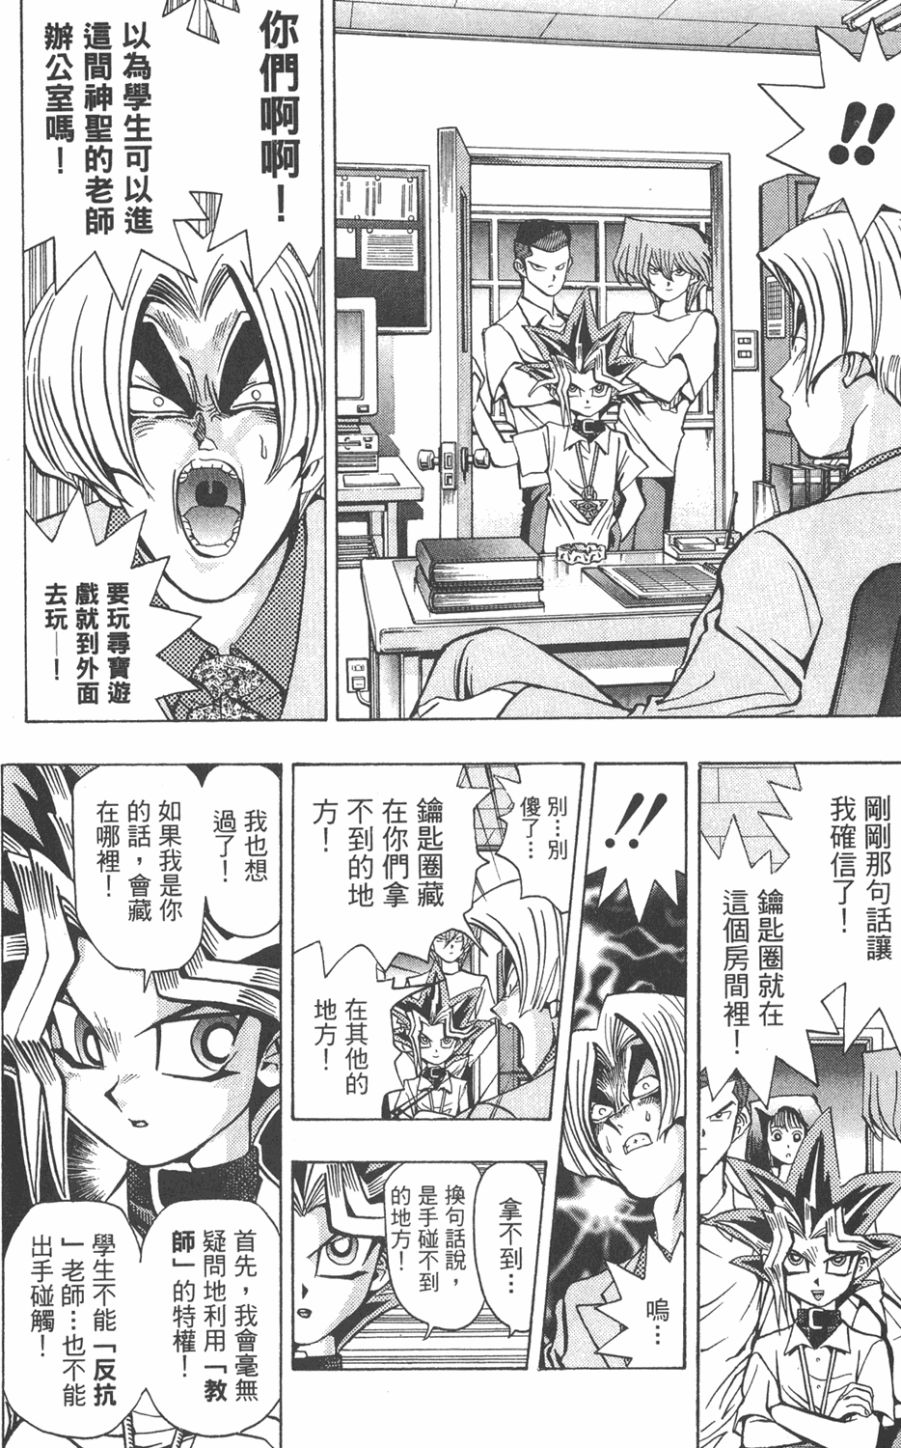 !!
你們啊啊！
以為學生可以進
這間神聖的老師
辦公室嗎！
要玩尋寶遊
戲就到外面
去玩—！
剛剛那句話讓
我確信了！
鑰匙圈就在
這個房間裡！
!!
嗚…
別…別
傻了…
鑰匙圈藏
在你們拿
不到的地
方！
在其他的
地方！
拿不到…
換句話說，
是手碰不到
的地方！
我也想
過了！
如果我是你
的話，會藏
在哪裡！
首先，我會毫無
疑問地利用「教
師」的特權！
學生不能「反抗
」老師…也不能
出手碰觸！